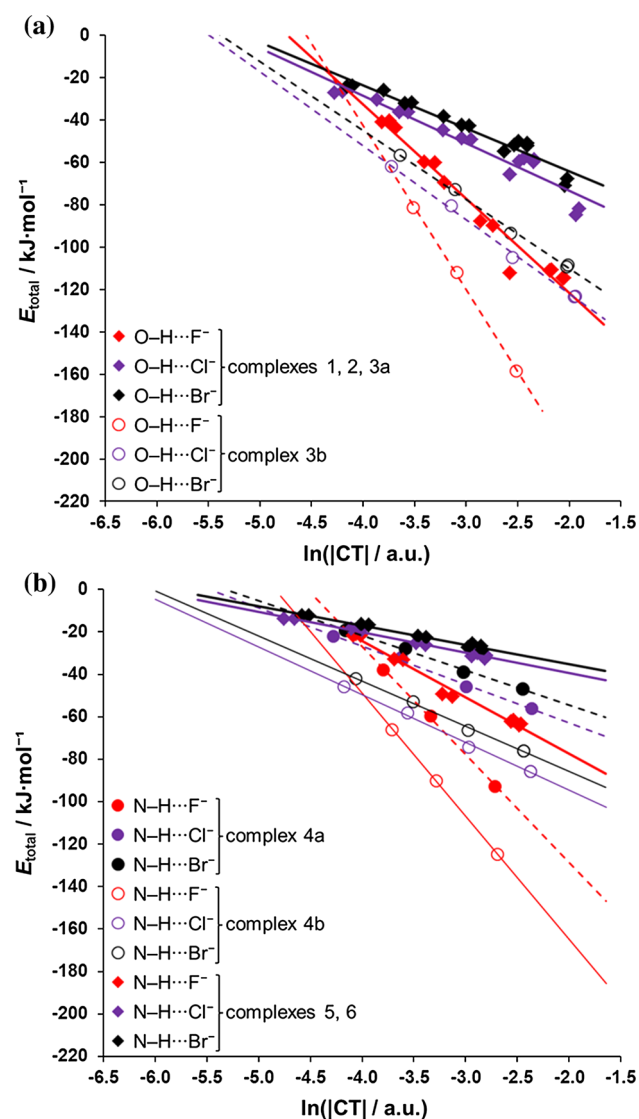 (a)
0
-20
-40
-60
-80
-100
-120
-140
-160
-180
-200
-220
E_total / kJ·mol⁻¹
O–H···F⁻
O–H···Cl⁻ complexes 1, 2, 3a
O–H···Br⁻
O–H···F⁻
O–H···Cl⁻ complex 3b
O–H···Br⁻
-6.5 -6.0 -5.5 -5.0 -4.5 -4.0 -3.5 -3.0 -2.5 -2.0 -1.5
ln(|CT| / a.u.)
(b)
0
-20
-40
-60
-80
-100
-120
-140
-160
-180
-200
-220
E_total / kJ·mol⁻¹
N–H···F⁻
N–H···Cl⁻ complex 4a
N–H···Br⁻
N–H···F⁻
N–H···Cl⁻ complex 4b
N–H···Br⁻
N–H···F⁻
N–H···Cl⁻ complexes 5, 6
N–H···Br⁻
-6.5 -6.0 -5.5 -5.0 -4.5 -4.0 -3.5 -3.0 -2.5 -2.0 -1.5
ln(|CT| / a.u.)